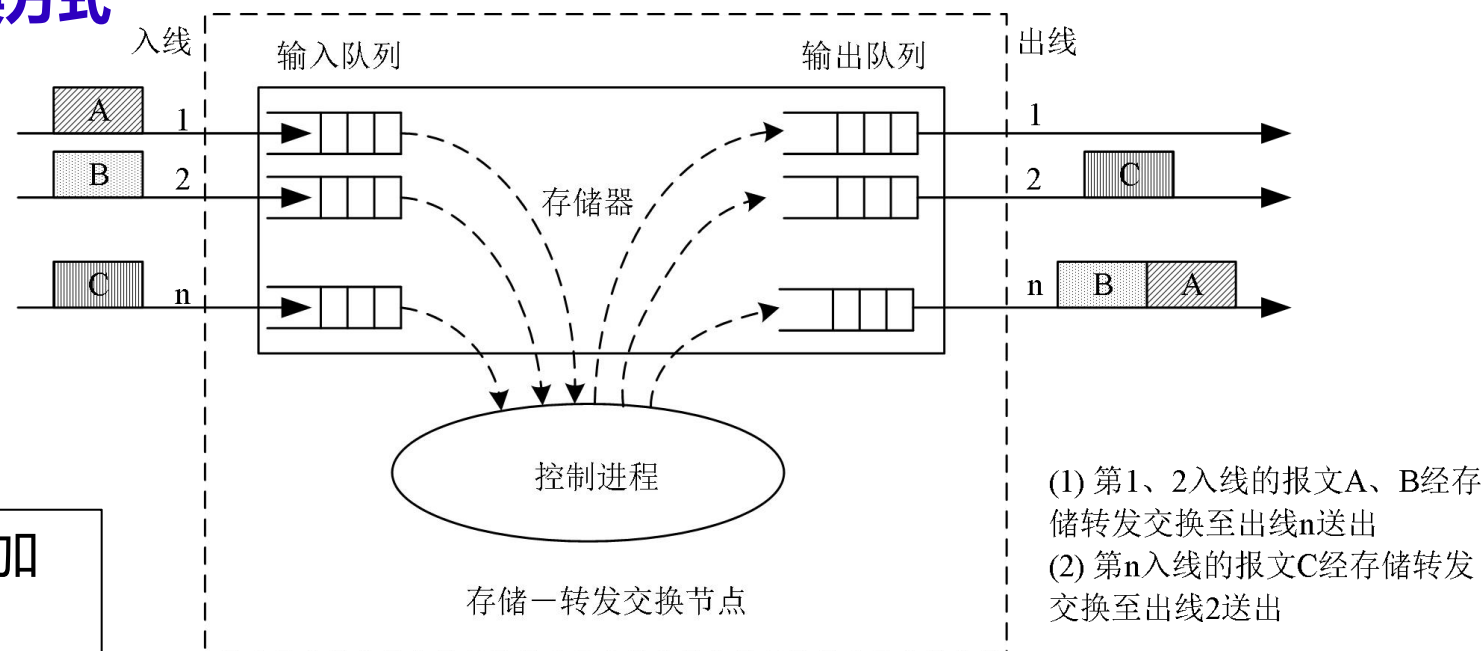 方式
入线
输入队列
输出队列
出线
A
1
1
B
2
存储器
2
C
C
n
n
B
A
控制进程
(1) 第1、2入线的报文A、B经存
储转发交换至出线n送出
(2) 第n入线的报文C经存储转发
交换至出线2送出
加
存储－转发交换节点